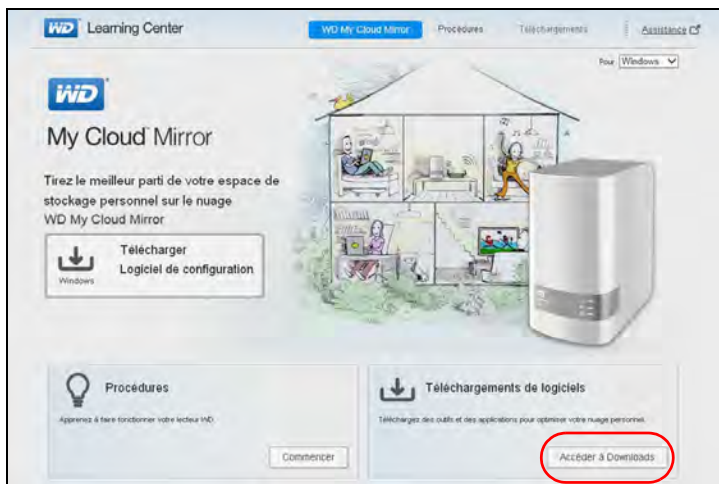 WD Learning Center
WD My Cloud Mirror Procédures Téléchargements Assistance
Pour Windows
WD
My Cloud Mirror
Tirez le meilleur parti de votre espace de
stockage personnel sur le nuage
WD My Cloud Mirror
Télécharger
Logiciel de configuration
Windows
Procédures
Apprenez à faire fonctionner votre lecteur WD.
Commencer
Téléchargements de logiciels
Téléchargez des outils et des applications pour optimiser votre nuage personnel.
Accéder à Downloads